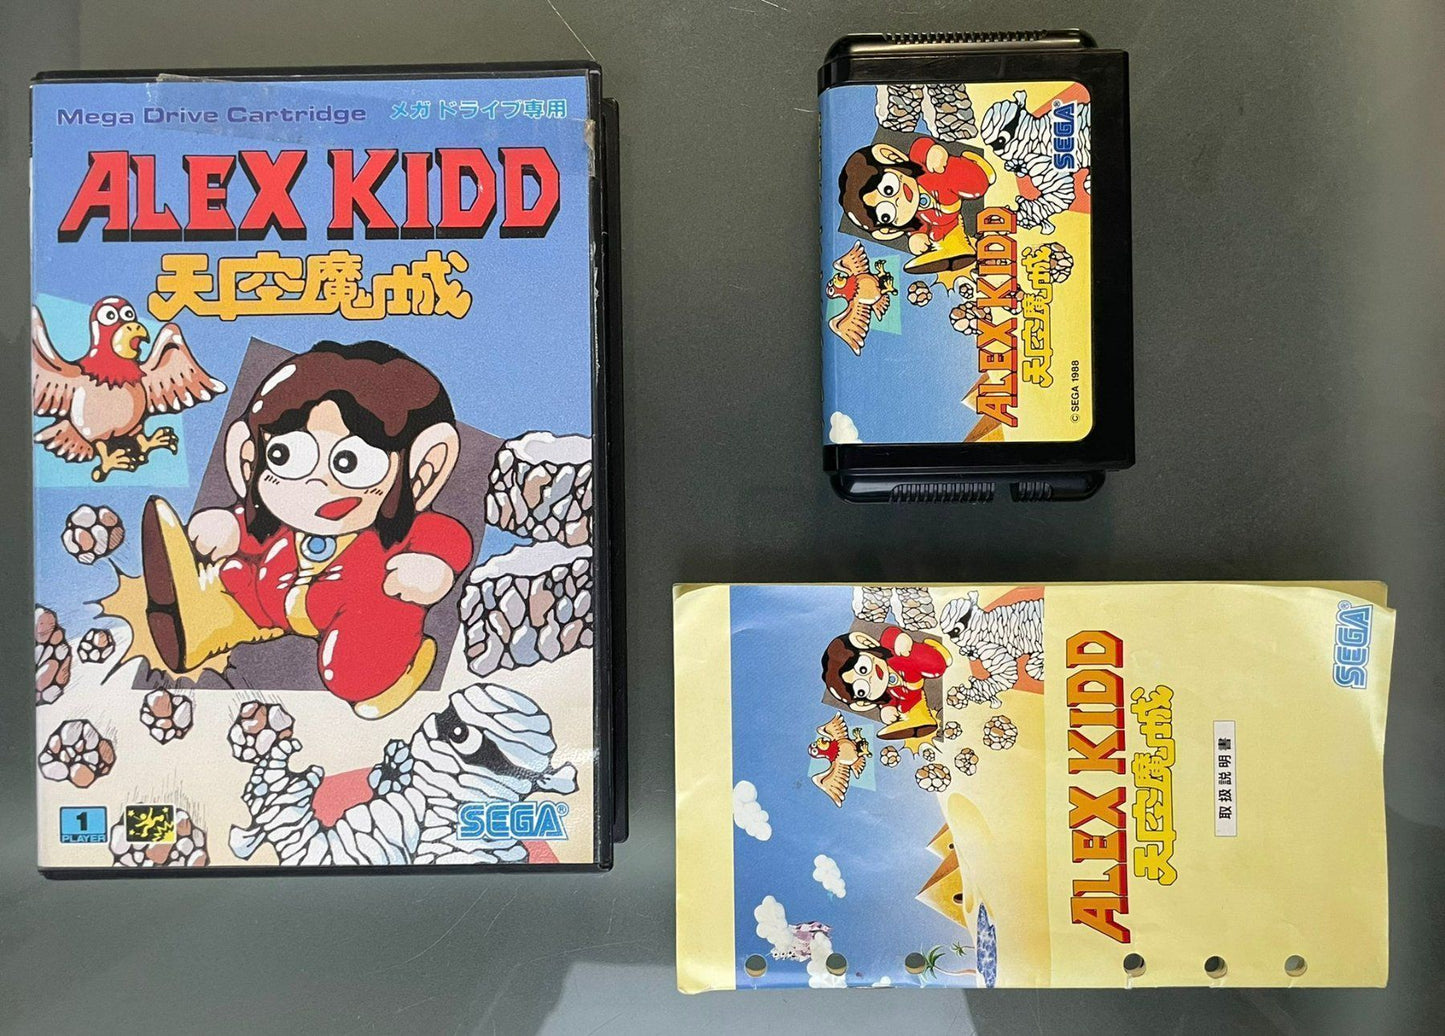 Mega Drive Cartridge メガドライブ専用
ALEX KIDD
天空魔城
1
PLAYER
SEGA®
SEGA®
ALEX KIDD
天空魔城
© SEGA 1988
SEGA®
ALEX KIDD
天空魔城
取扱説明書